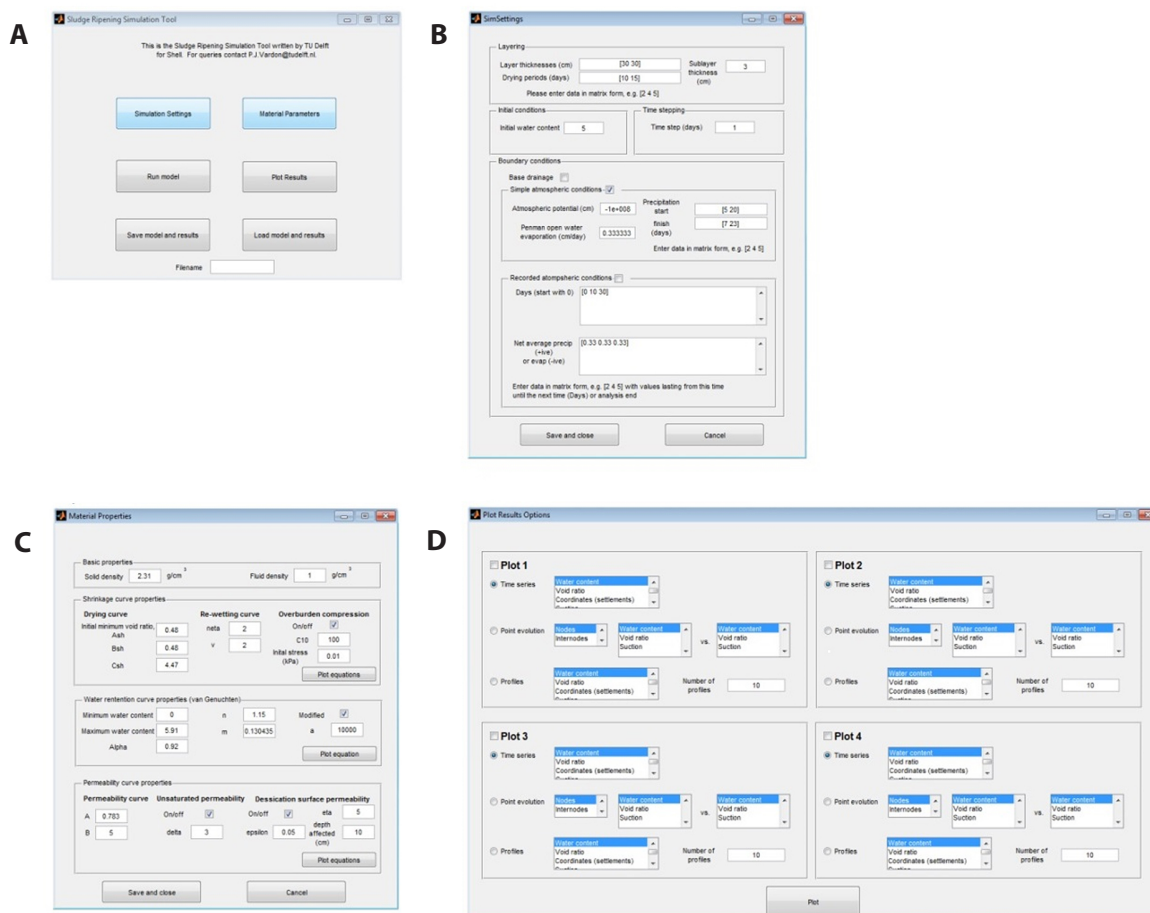 A
Sludge Ripening Simulation Tool
This is the Sludge Ripening Simulation Tool written by TU Delft
for Shell. For queries contact P.J.Vardon@tudelft.nl.
Simulation Settings
Material Parameters
Run model
Plot Results
Save model and results
Load model and results
Filename
B
SimSettings
Layering
Layer thicknesses (cm) [30 30]
Drying periods (days) [10 15]
Sublayer
thickness
(cm)
3
Please enter data in matrix form, e.g. [2 4 5]
Initial conditions
Initial water content 5
Time stepping
Time step (days) 1
Boundary conditions
Base drainage
Simple atmospheric conditions
Atmospheric potential (cm) -1e+006
Penman open water
evaporation (cm/day)
0.333333
Precipitation
start
[5 20]
finish
(days)
[7 23]
Enter data in matrix form, e.g. [2 4 5]
Recorded atompsheric conditions
Days (start with 0) [0 10 30]
Net average precip
(+ive)
or evap (-ive)
[0.33 0.33 0.33]
Enter data in matrix form, e.g. [2 4 5] with values lasting from this time
until the next time (Days) or analysis end
Save and close
Cancel
C
Material Properties
Basic properties
Solid density 2.31 g/cm 3
Fluid density 1 g/cm 3
Shrinkage curve properties
Drying curve
Initial minimum void ratio,
Ash
0.48
Bsh 0.48
Csh 4.47
Re-wetting curve
neta 2
v 2
Overburden compression
On/off
C10 100
Inital stress
(kPa)
0.01
Plot equations
Water rentention curve properties (van Genuchten)
Minimum water content 0
Maximum water content 5.91
Alpha 0.92
n 1.15
m 0.130435
Modified
a 10000
Plot equation
Permeability curve properties
Permeability curve
A 0.783
B 5
Unsaturated permeability
On/off
delta 3
Dessication surface permeability
On/off
epsilon 0.05
eta 5
depth
affected
(cm)
10
Plot equations
Save and close
Cancel
D
Plot Results Options
Plot 1
Time series
Water content
Void ratio
Coordinates (settlements)
Point evolution
Nodes
Internodes
Water content
Void ratio
Suction
vs.
Water content
Void ratio
Suction
Profiles
Water content
Void ratio
Coordinates (settlements)
Number of
profiles
10
Plot 2
Time series
Water content
Void ratio
Coordinates (settlements)
Point evolution
Nodes
Internodes
Water content
Void ratio
Suction
vs.
Water content
Void ratio
Suction
Profiles
Water content
Void ratio
Coordinates (settlements)
Number of
profiles
10
Plot 3
Time series
Water content
Void ratio
Coordinates (settlements)
Point evolution
Nodes
Internodes
Water content
Void ratio
Suction
vs.
Water content
Void ratio
Suction
Profiles
Water content
Void ratio
Coordinates (settlements)
Number of
profiles
10
Plot 4
Time series
Water content
Void ratio
Coordinates (settlements)
Point evolution
Nodes
Internodes
Water content
Void ratio
Suction
vs.
Water content
Void ratio
Suction
Profiles
Water content
Void ratio
Coordinates (settlements)
Number of
profiles
10
Plot